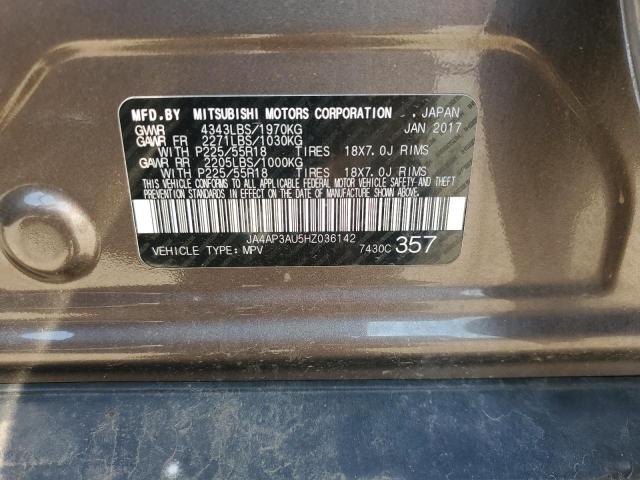 MFD.BY MITSUBISHI MOTORS CORPORATION JAPAN
GVWR 4343LBS/1970KG JAN 2017
GAWR FR 2271LBS/1030KG
WITH P225/55R18 TIRES 18X7.0J RIMS
GAWR RR 2205LBS/1000KG
WITH P225/55R18 TIRES 18X7.0J RIMS
THIS VEHICLE CONFORMS TO ALL APPLICABLE FEDERAL MOTOR VEHICLE SAFETY AND THEFT
PREVENTION STANDARDS IN EFFECT ON THE DATE OF MANUFACTURE SHOWN ABOVE.
JA4AP3AU5HZ036142
VEHICLE TYPE: MPV 7430C 357